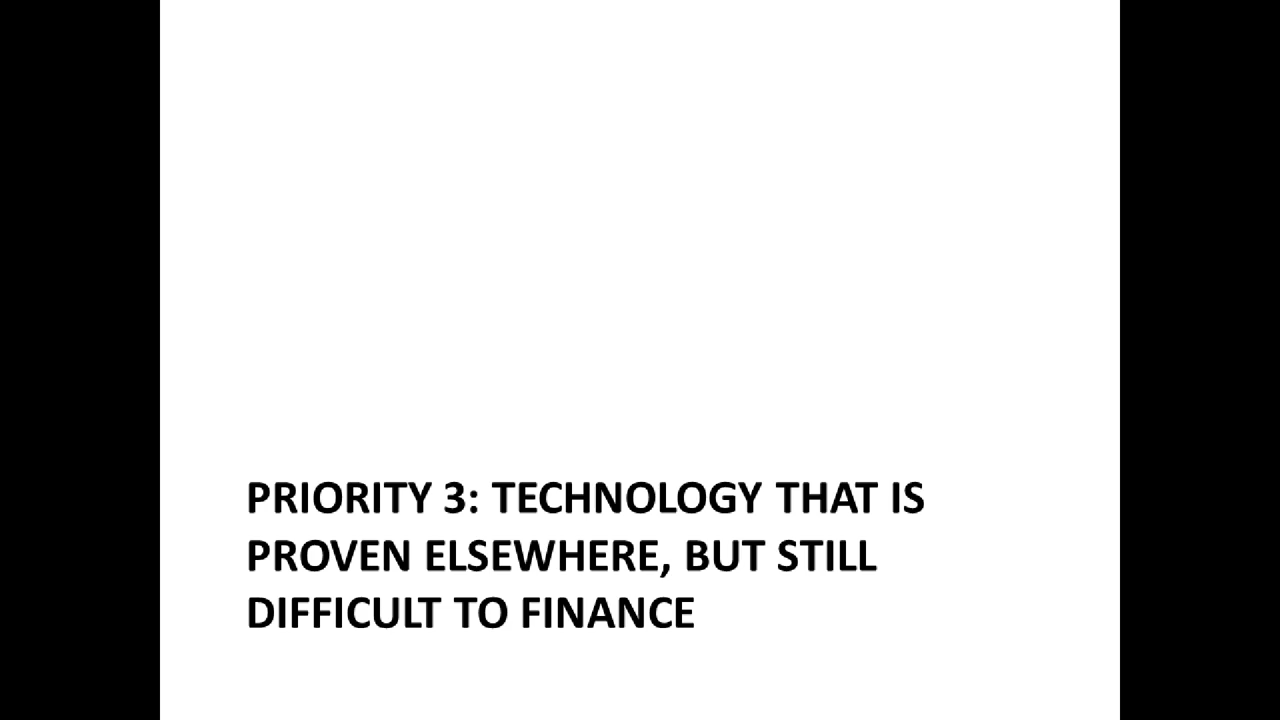 PRIORITY 3: TECHNOLOGY THAT IS
PROVEN ELSEWHERE, BUT STILL
DIFFICULT TO FINANCE